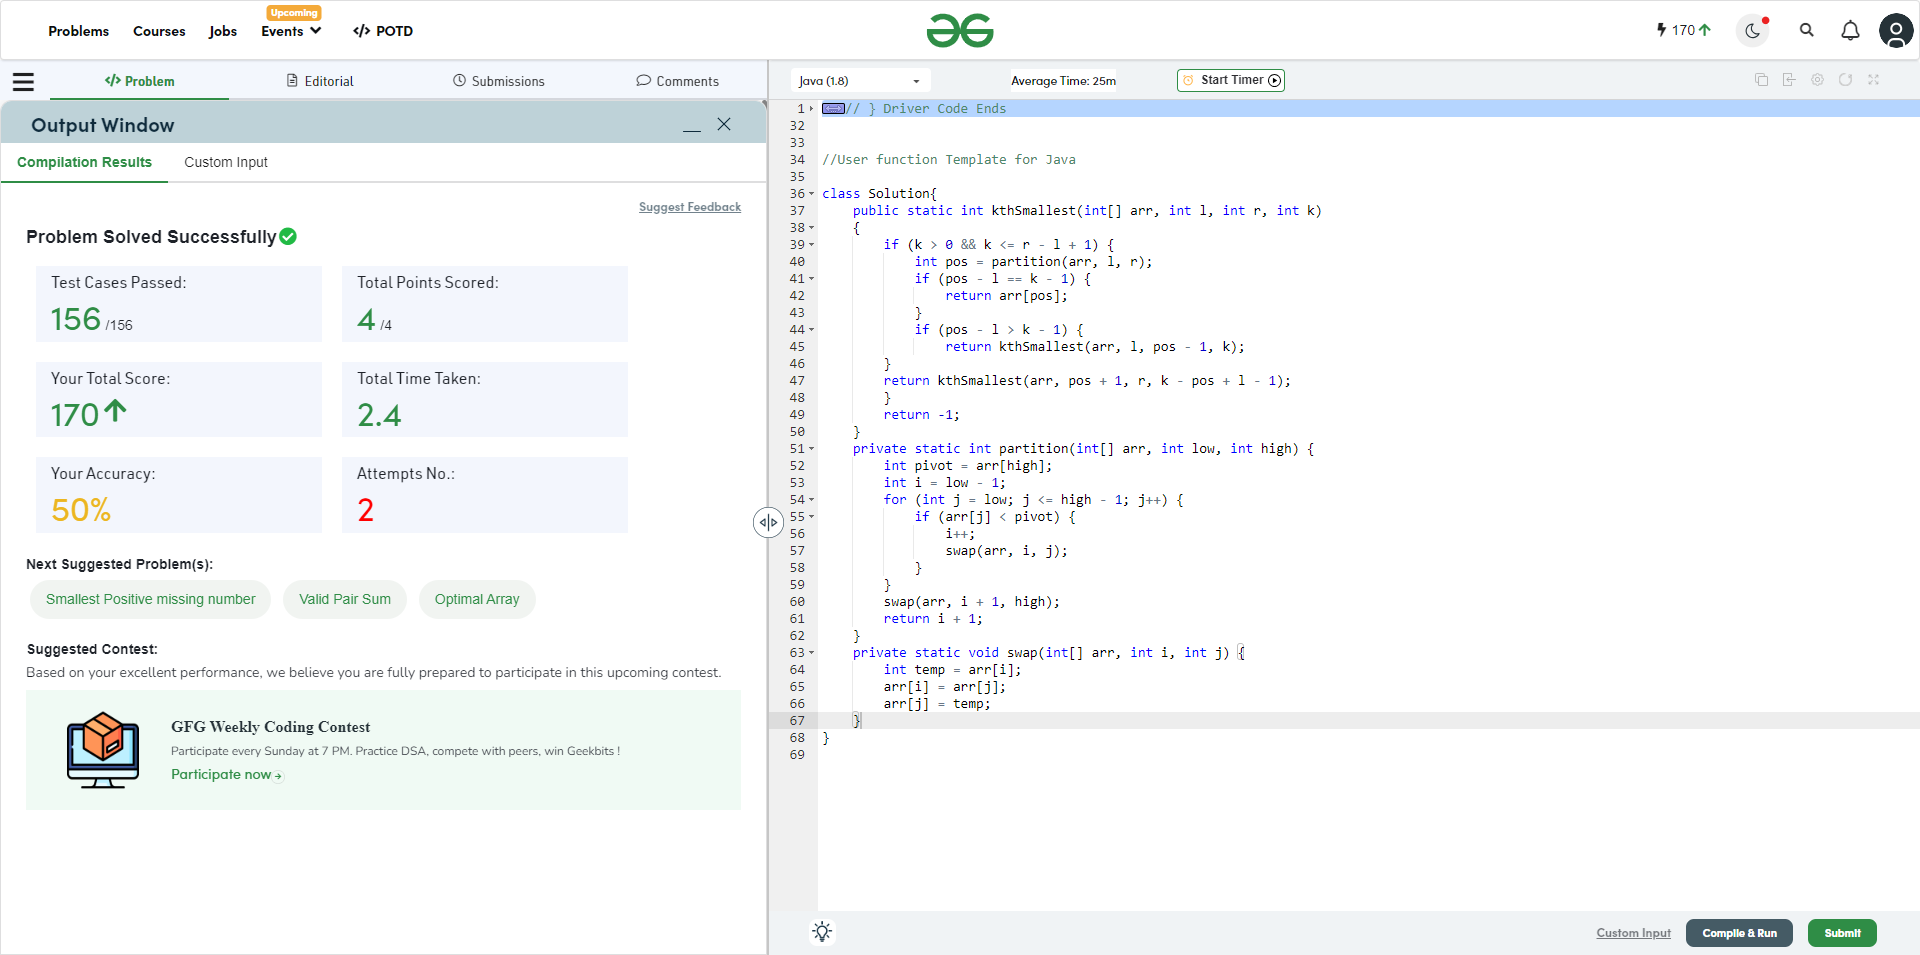 Problems Courses Jobs Upcoming Events </> POTD
170
</> Problem Editorial Submissions Comments
Output Window
Compilation Results Custom Input
Suggest Feedback
Problem Solved Successfully
Test Cases Passed:
156 /156
Total Points Scored:
4 /4
Your Total Score:
170
Total Time Taken:
2.4
Your Accuracy:
50%
Attempts No.:
2
Next Suggested Problem(s):
Smallest Positive missing number Valid Pair Sum Optimal Array
Suggested Contest:
Based on your excellent performance, we believe you are fully prepared to participate in this upcoming contest.
GFG Weekly Coding Contest
Participate every Sunday at 7 PM. Practice DSA, compete with peers, win Geekbits !
Participate now
Java (1.8) Average Time: 25m Start Timer
1 // } Driver Code Ends
32
33
34 //User function Template for Java
35
36 class Solution{
37     public static int kthSmallest(int[] arr, int l, int r, int k)
38     {
39         if (k > 0 && k <= r - l + 1) {
40             int pos = partition(arr, l, r);
41             if (pos - l == k - 1) {
42                 return arr[pos];
43             }
44             if (pos - l > k - 1) {
45                 return kthSmallest(arr, l, pos - 1, k);
46         }
47         return kthSmallest(arr, pos + 1, r, k - pos + l - 1);
48         }
49         return -1;
50     }
51     private static int partition(int[] arr, int low, int high) {
52         int pivot = arr[high];
53         int i = low - 1;
54         for (int j = low; j <= high - 1; j++) {
55             if (arr[j] < pivot) {
56                 i++;
57                 swap(arr, i, j);
58             }
59         }
60         swap(arr, i + 1, high);
61         return i + 1;
62     }
63     private static void swap(int[] arr, int i, int j) {
64         int temp = arr[i];
65         arr[i] = arr[j];
66         arr[j] = temp;
67     }
68 }
69
Custom Input Compile & Run Submit